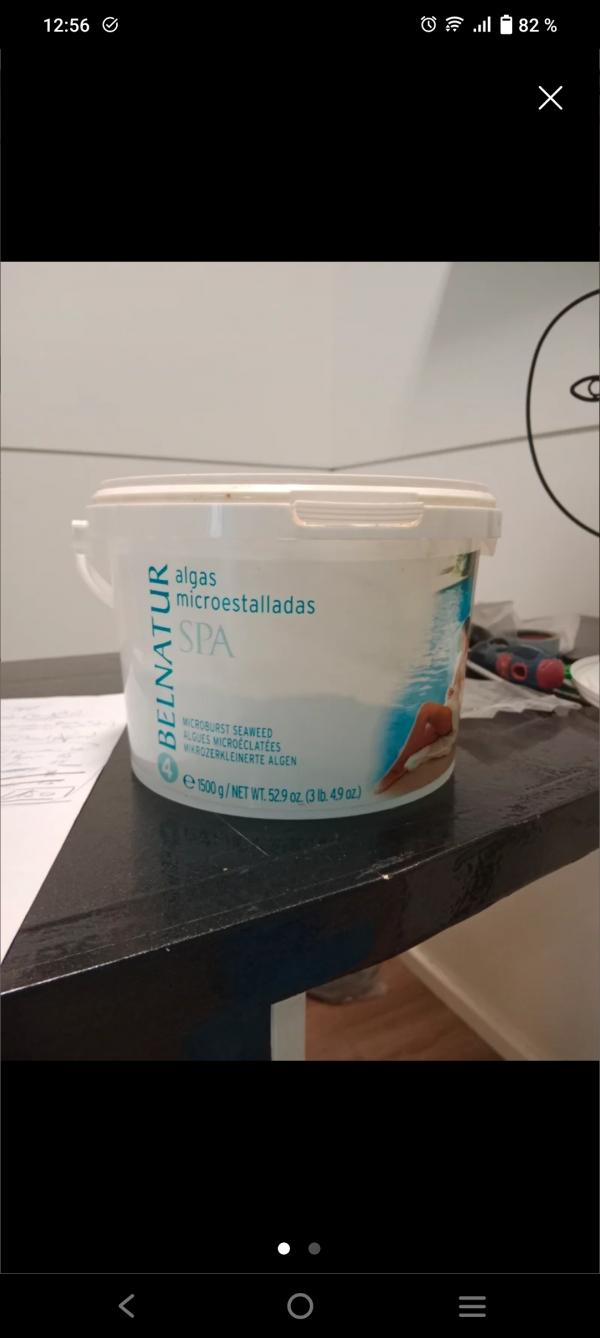 12:56
82 %
BELNATUR
algas
microestalladas
SPA
MICROBURST SEAWEED
ALGUES MICROÉCLATÉES
MIKROZERKLEINERTE ALGEN
4
℮ 1500 g / NET WT. 52.9 oz. (3 lb. 4.9 oz.)